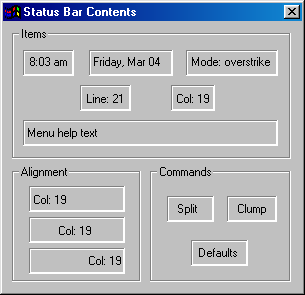 Status Bar Contents
Items
8:03 am Friday, Mar 04 Mode: overstrike
Line: 21 Col: 19
Menu help text
Alignment
Col: 19
Col: 19
Col: 19
Commands
Split Clump
Defaults